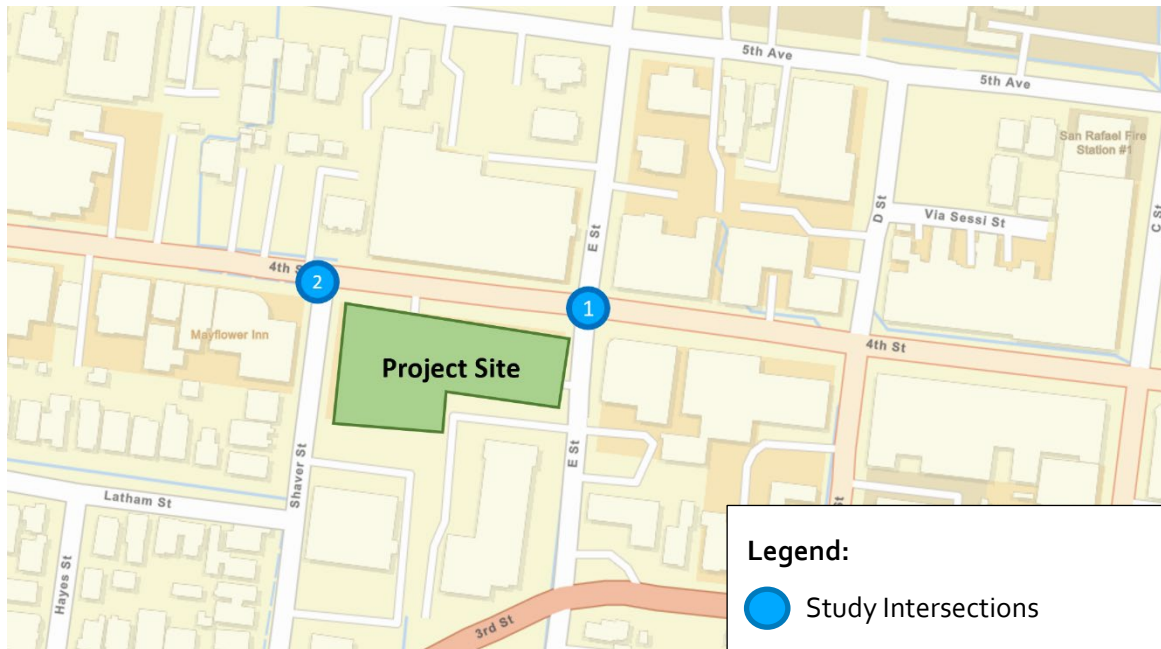 5th Ave
5th Ave
San Rafael Fire
Station #1
E St
D St
Via Sessi St
C St
4th S
2
1
Mayflower Inn
Project Site
4th St
Shaver St
E St
Latham St
St
Hayes St
3rd St
Legend:
Study Intersections